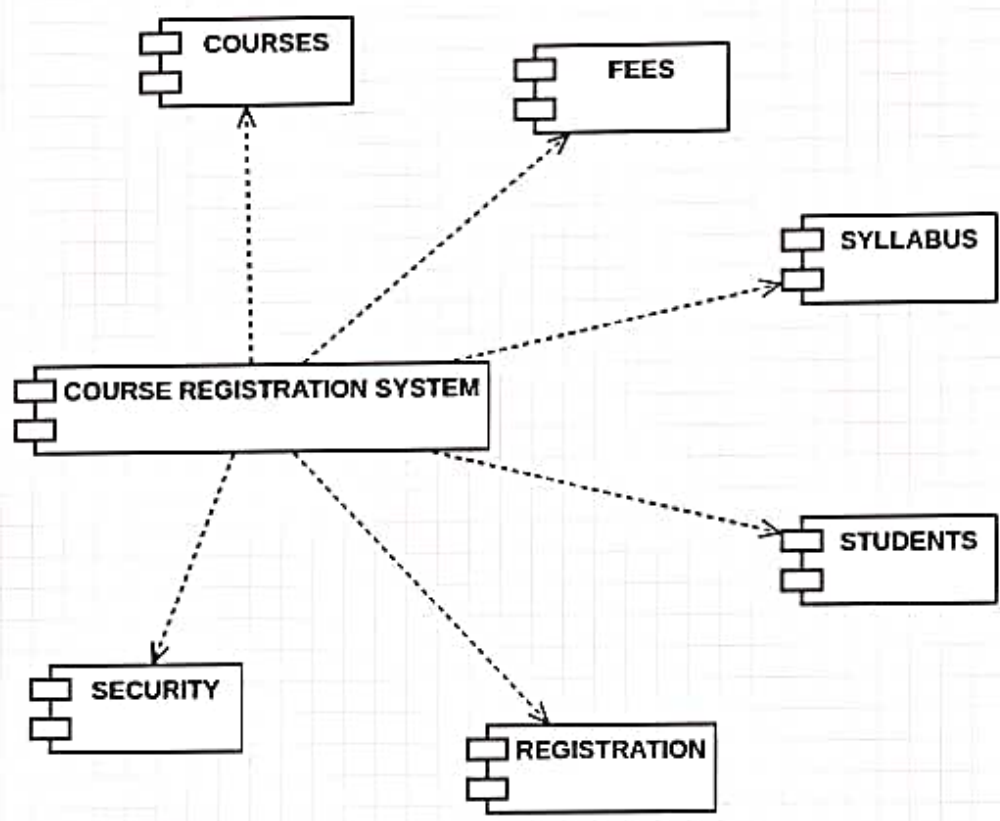 COURSES
FEES
SYLLABUS
COURSE REGISTRATION SYSTEM
STUDENTS
SECURITY
REGISTRATION